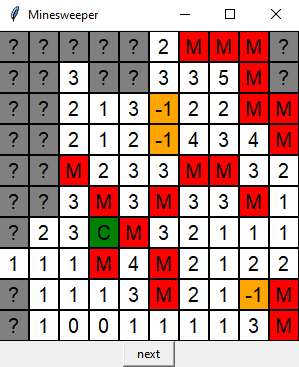 Minesweeper
? ? ? ? ? 2 M M M ?
? ? 3 ? ? 3 3 5 M ?
? ? 2 1 3 -1 2 2 M M
? ? 2 1 2 -1 4 3 4 M
? ? M 2 3 3 M M 3 2
? ? 3 M 3 M 3 3 M 1
? 2 3 C M 3 2 1 1 1
1 1 1 M 4 M 2 1 2 2
? 1 1 1 3 M 2 1 -1 M
? 1 0 0 1 1 1 1 3 M
next